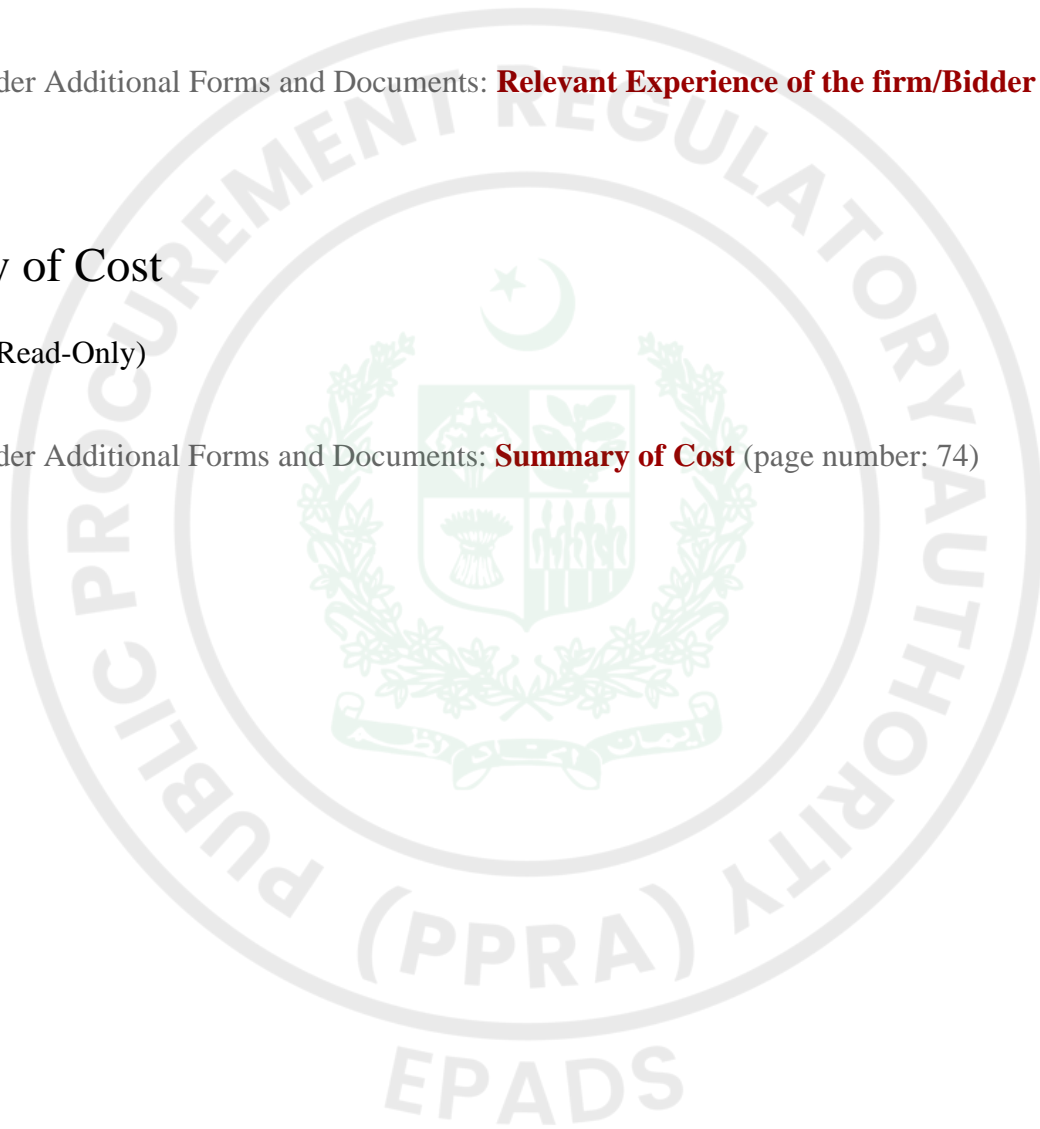 der Additional Forms and Documents: Relevant Experience of the firm/Bidder
y of Cost
Read-Only)
der Additional Forms and Documents: Summary of Cost (page number: 74)
PUBLIC PROCUREMENT REGULATORY AUTHORITY
(PPRA)
EPADS